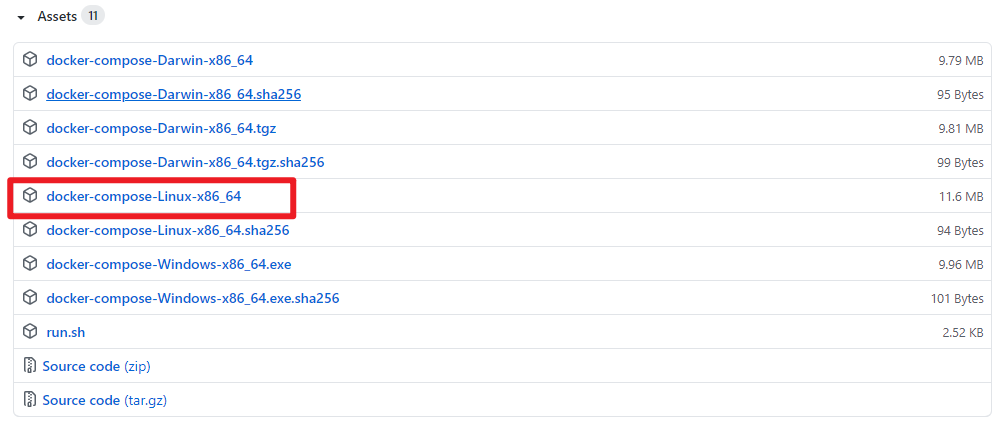 Assets 11
docker-compose-Darwin-x86_64 9.79 MB
docker-compose-Darwin-x86_64.sha256 95 Bytes
docker-compose-Darwin-x86_64.tgz 9.81 MB
docker-compose-Darwin-x86_64.tgz.sha256 99 Bytes
docker-compose-Linux-x86_64 11.6 MB
docker-compose-Linux-x86_64.sha256 94 Bytes
docker-compose-Windows-x86_64.exe 9.96 MB
docker-compose-Windows-x86_64.exe.sha256 101 Bytes
run.sh 2.52 KB
Source code (zip)
Source code (tar.gz)